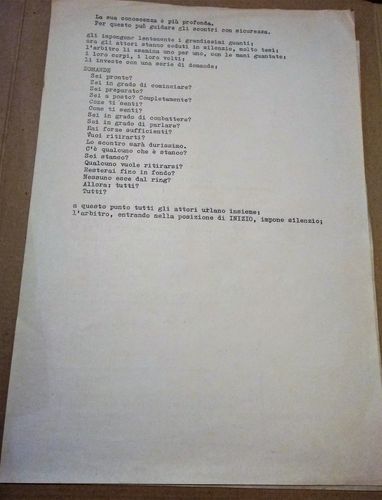 La sua conoscenza è più profonda.
Per questo può guidare gli scontri con sicurezza.
gli impongono lentamente i grandissimi guanti;
ora gli attori stanno seduti in silenzio, molto tesi;
l'arbitro li esamina uno per uno, con le mani guantate;
i loro corpi, i loro volti;
li investe con una serie di domande;
DOMANDE
Sei pronto?
Sei in grado di cominciare?
Sei preparato?
Sei a posto? Completamente?
Come ti senti?
Come ti senti?
Sei in grado di combattere?
Sei in grado di parlare?
Hai forze sufficienti?
Vuoi ritirarti?
Lo scontro sarà durissimo.
C'è qualcuno che è stanco?
Sei stanco?
Qualcuno vuole ritirarsi?
Resterai fino in fondo?
Nessuno esce dal ring?
Allora; tutti?
Tutti?
a questo punto tutti gli attori urlano insieme;
l'arbitro, entrando nella posizione di INIZIO, impone silenzio;